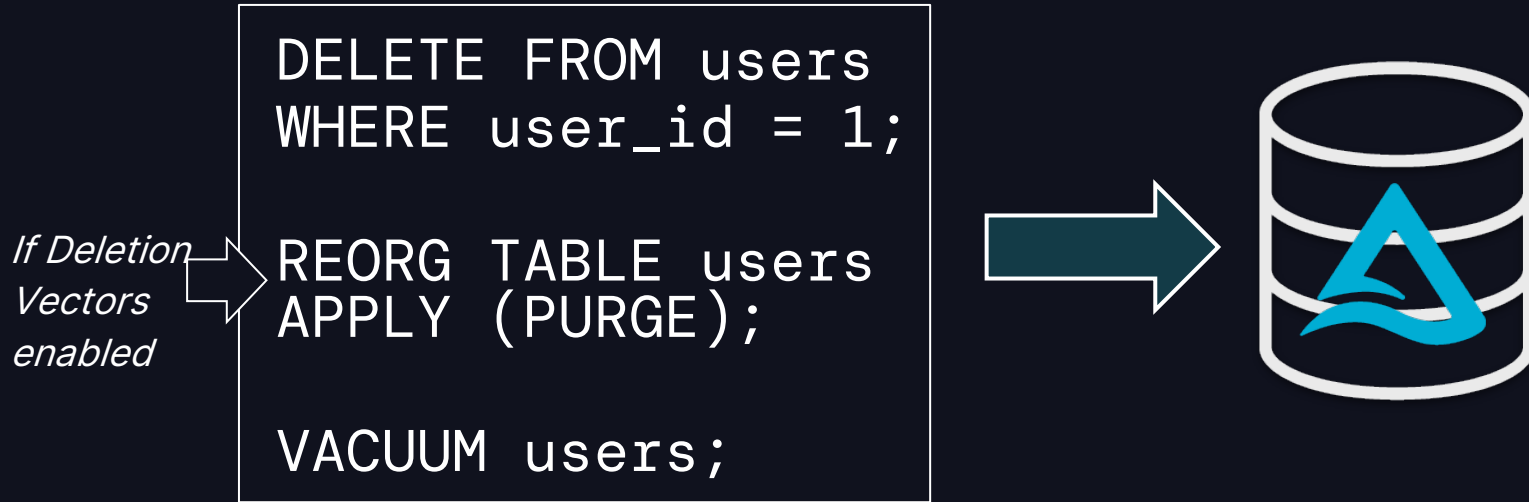 DELETE FROM users
WHERE user_id = 1;
If Deletion
Vectors
enabled
REORG TABLE users
APPLY (PURGE);
VACUUM users;